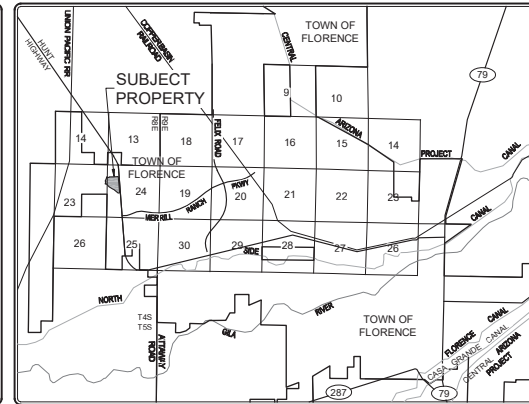 TOWN OF
FLORENCE
UNION PACIFIC RR
HUNT
HIGHWAY
COPPERBASIN
RAILROAD
CENTRAL
79
SUBJECT
PROPERTY
9
10
R8E
R9E
FELIX ROAD
ARIZONA
14
13
18
17
16
15
14
PROJECT
CANAL
TOWN OF
FLORENCE
24
19
20
21
22
23
23
MERRILL
RANCH
PKWY
CANAL
26
25
30
29
28
27
26
SIDE
NORTH
T4S
T5S
ATTAWAY
ROAD
GILA
RIVER
TOWN OF
FLORENCE
FLORENCE
CANAL
CASA GRANDE CANAL
CENTRAL
ARIZONA
PROJECT
287
79